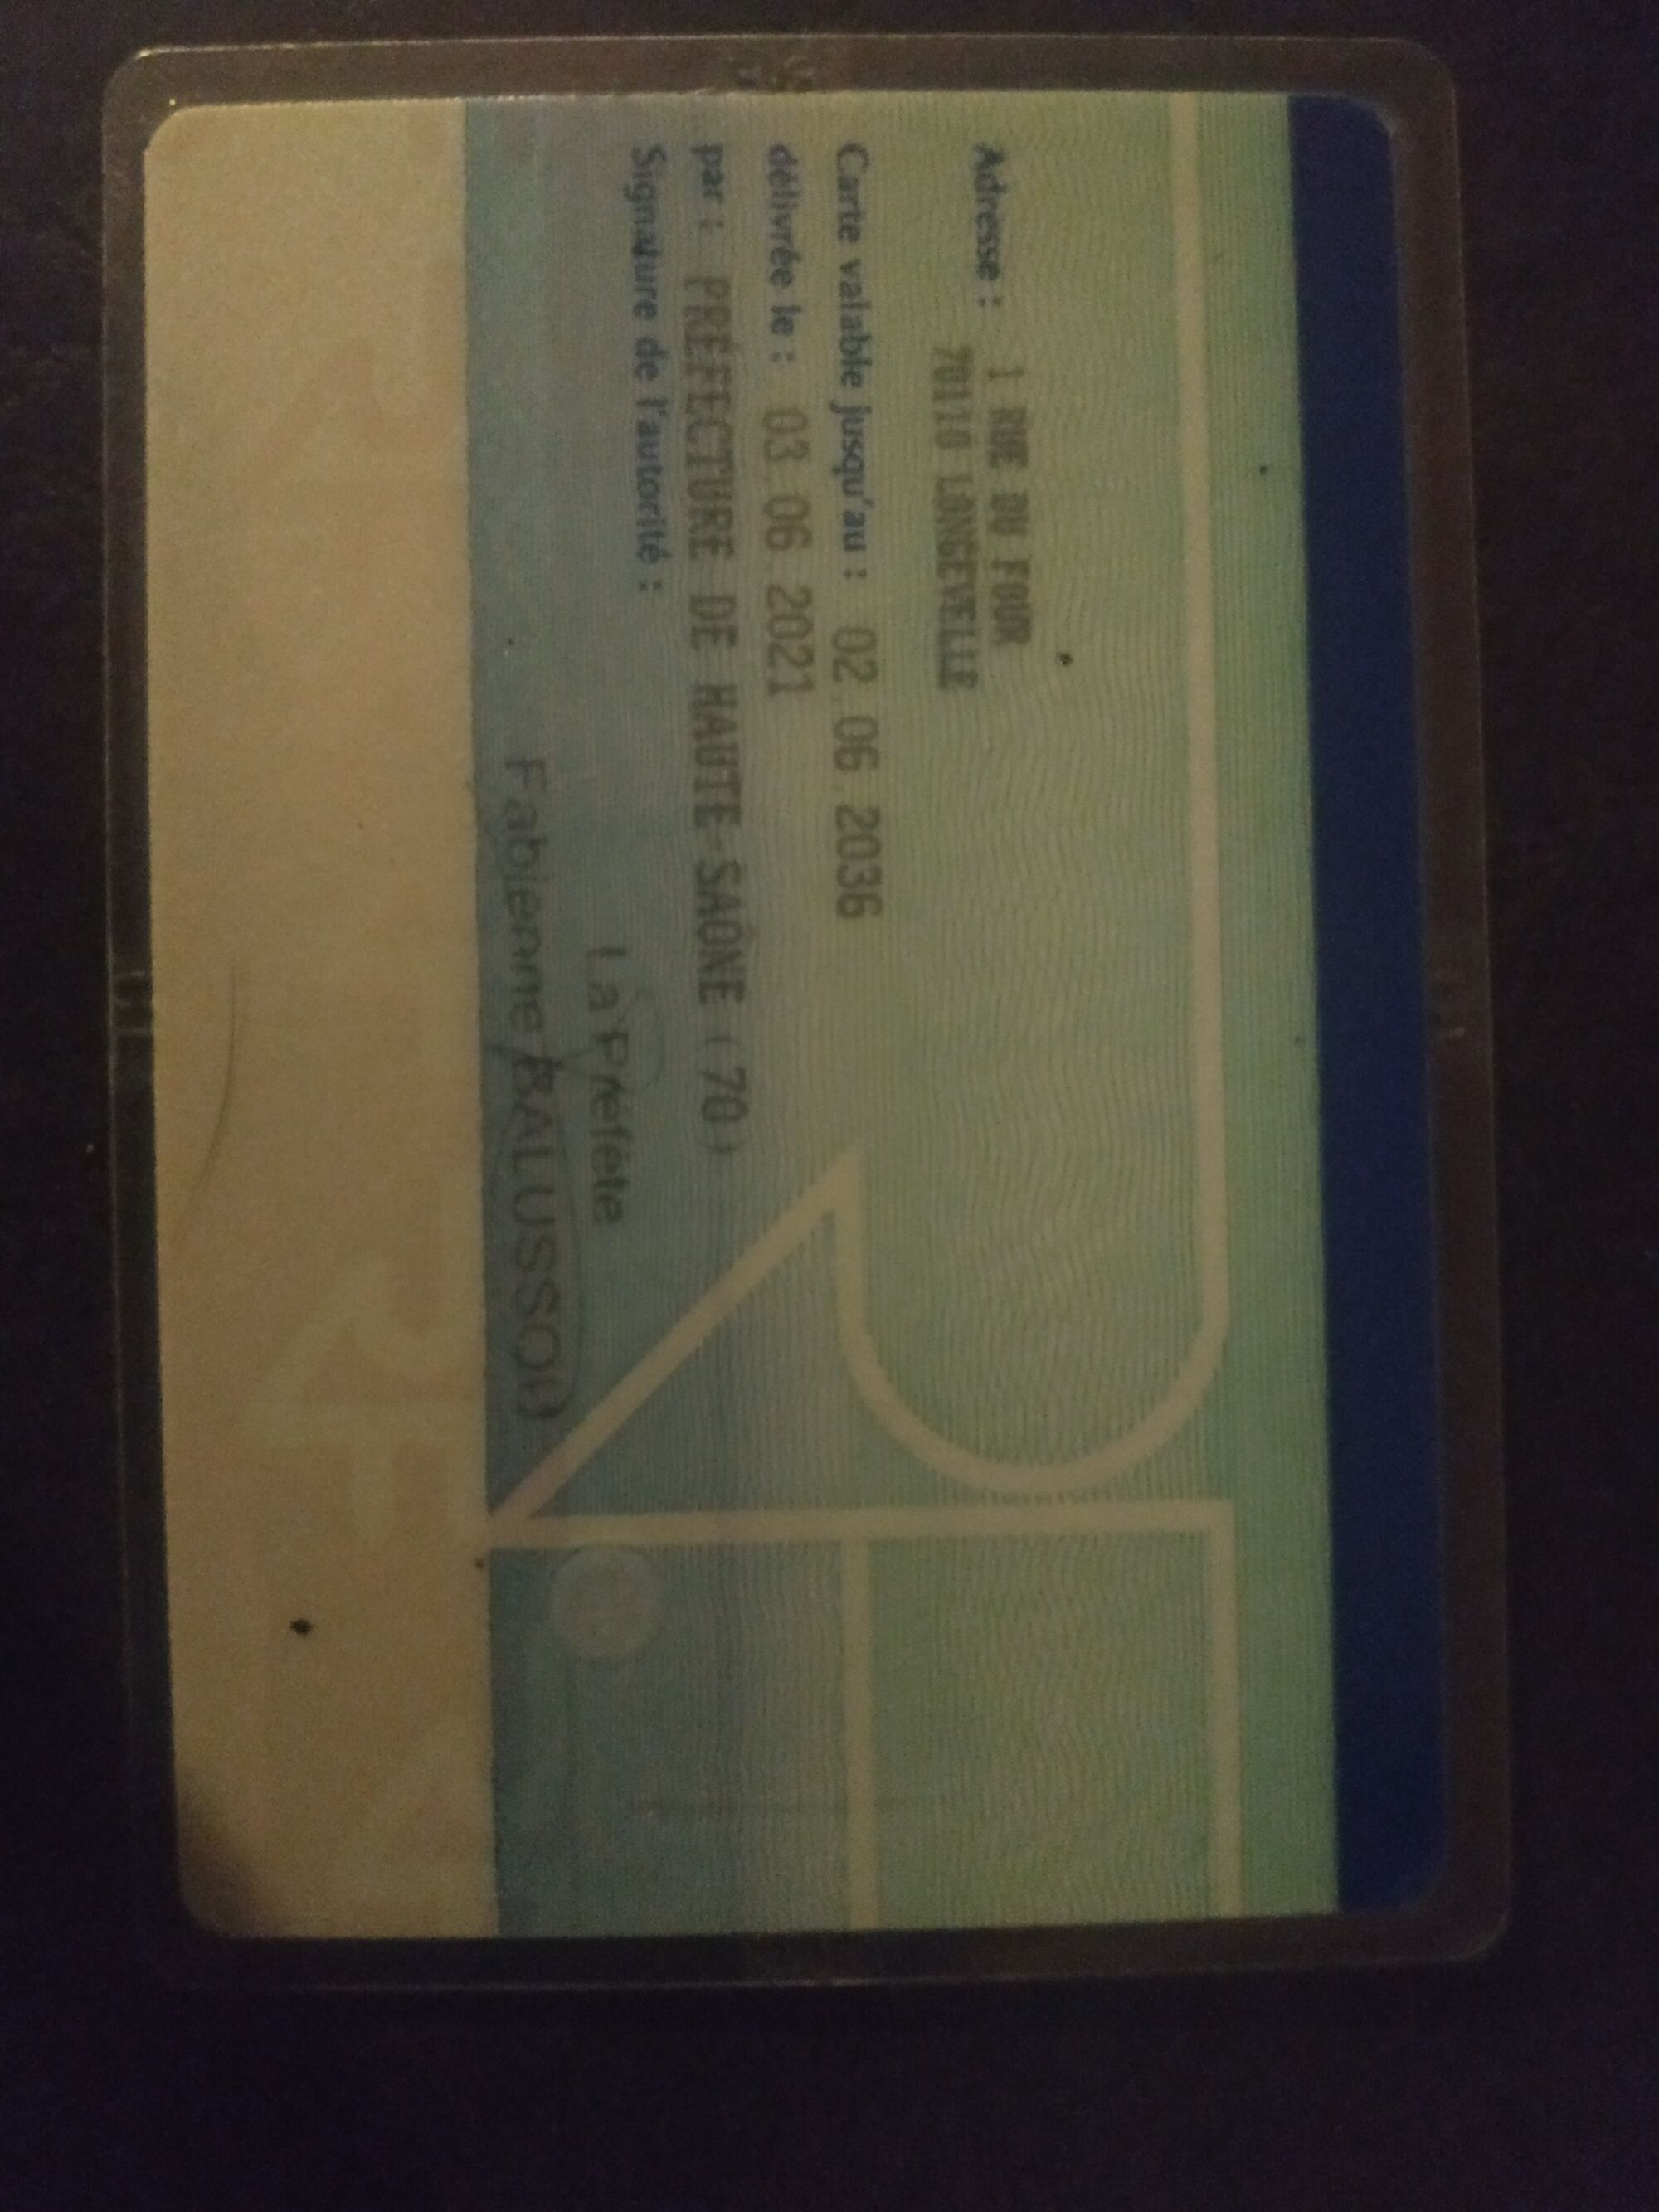 Adresse : 1 RUE DU FOUR
70110 LONGEVELLE
Carte valable jusqu'au : 02.06.2036
délivrée le : 03.06.2021
par : PRÉFECTURE DE HAUTE-SAÔNE (70)
Signature de l'autorité :
La Préfète
Fabienne BALUSSOU
RF